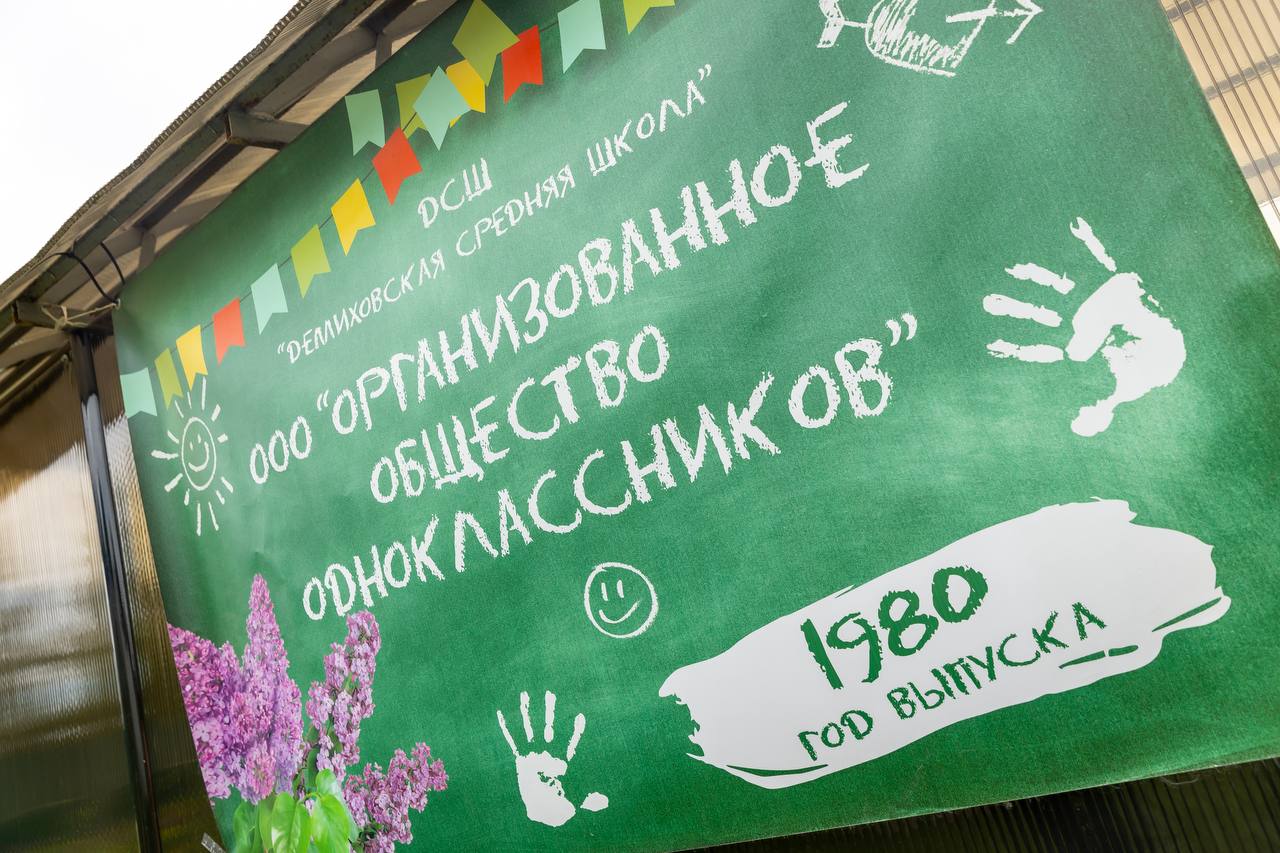 ДСШ
"ДЕМИХОВСКАЯ СРЕДНЯЯ ШКОЛА"
ООО "ОРГАНИЗОВАННОЕ
ОБЩЕСТВО
ОДНОКЛАССНИКОВ"
1980
ГОД ВЫПУСКА